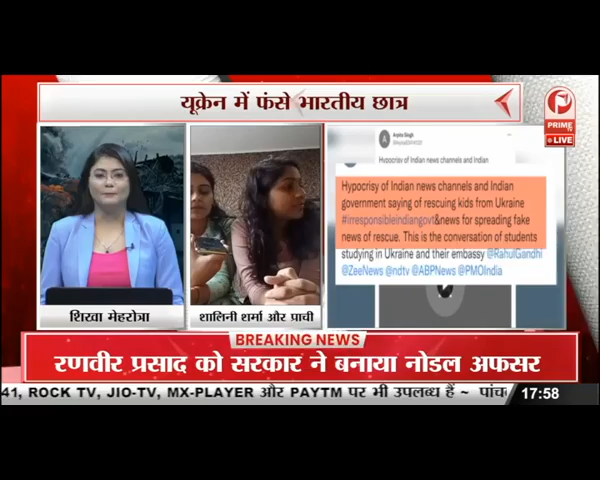 यूक्रेन में फंसे भारतीय छात्र
PRIME
LIVE
Arpita Singh
Hypocrisy of Indian news channels and Indian
Hypocrisy of Indian news channels and Indian
government saying of rescuing kids from Ukraine
#irresponsibleindiangovt&news for spreading fake
news of rescue. This is the conversation of students
studying in Ukraine and their embassy @RahulGandhi
@ZeeNews @ndtv @ABPNews @PMOIndia
शिखा मेहरोत्रा
शालिनी शर्मा और प्राची
BREAKING NEWS
रणवीर प्रसाद को सरकार ने बनाया नोडल अफसर
41, ROCK TV, JIO-TV, MX-PLAYER और PAYTM पर भी उपलब्ध हैं ~ पांच
17:58